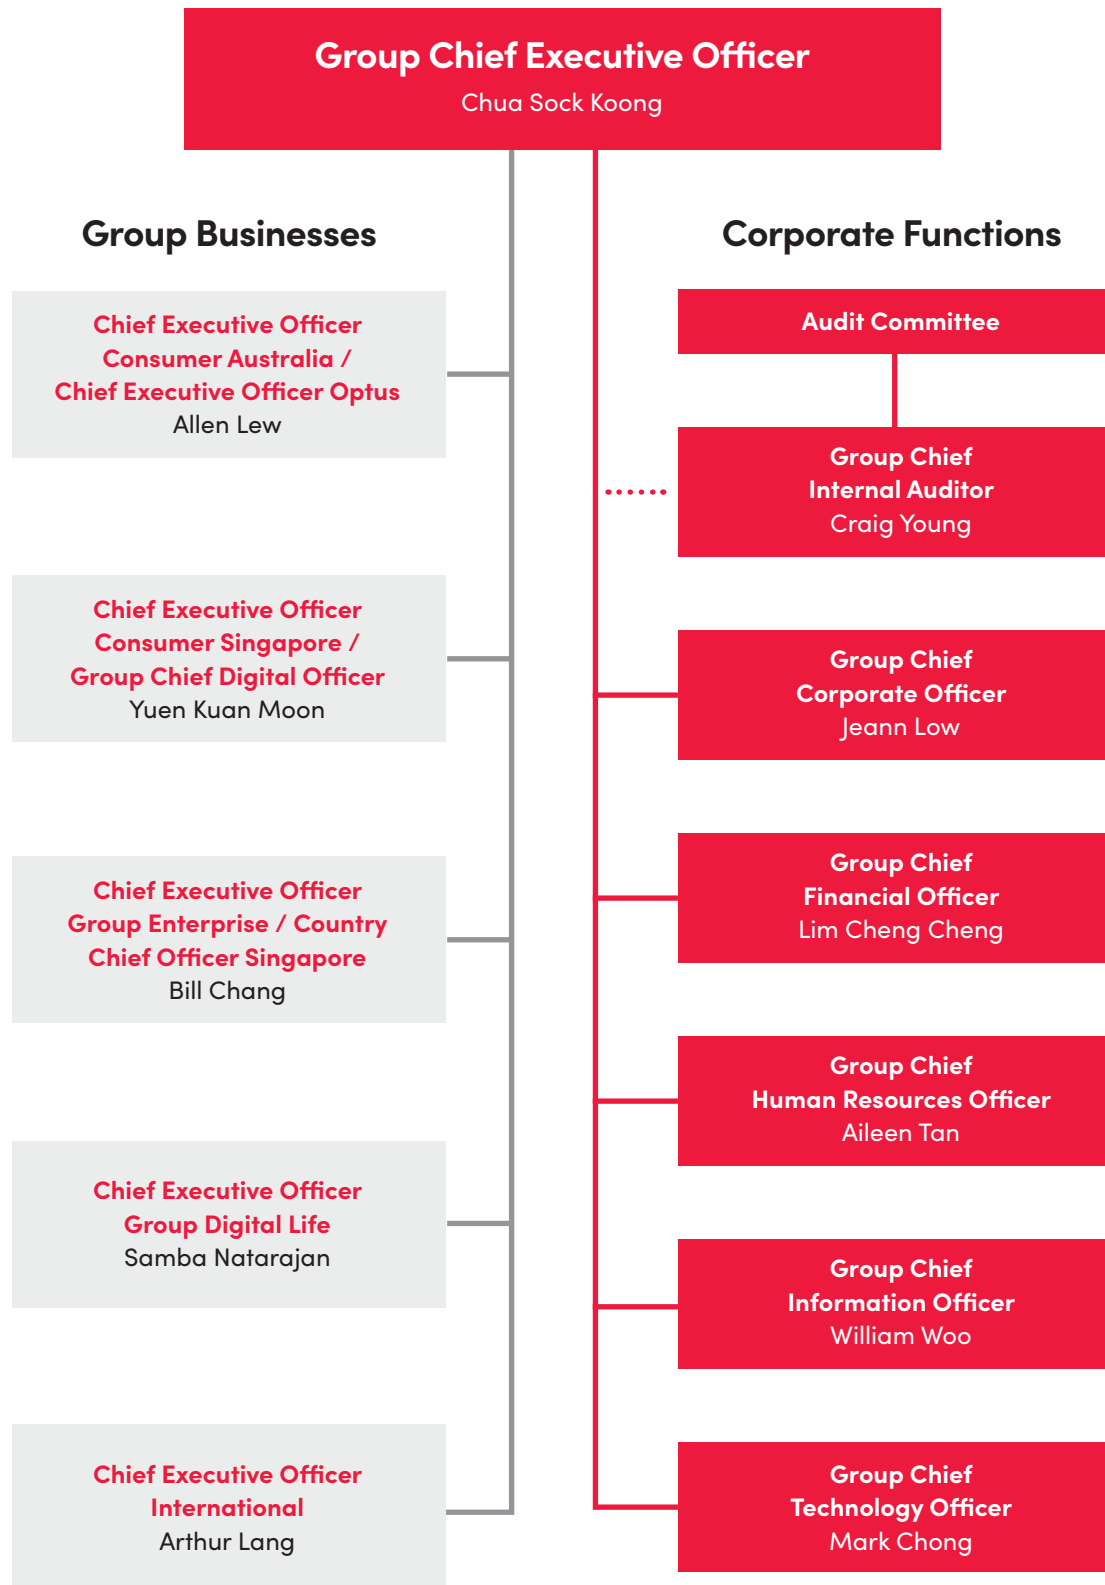 Group Chief Executive Officer
Chua Sock Koong
Group Businesses
Chief Executive Officer
Consumer Australia /
Chief Executive Officer Optus
Allen Lew
Chief Executive Officer
Consumer Singapore /
Group Chief Digital Officer
Yuen Kuan Moon
Chief Executive Officer
Group Enterprise / Country
Chief Officer Singapore
Bill Chang
Chief Executive Officer
Group Digital Life
Samba Natarajan
Chief Executive Officer
International
Arthur Lang
Corporate Functions
Audit Committee
Group Chief
Internal Auditor
Craig Young
Group Chief
Corporate Officer
Jeann Low
Group Chief
Financial Officer
Lim Cheng Cheng
Group Chief
Human Resources Officer
Aileen Tan
Group Chief
Information Officer
William Woo
Group Chief
Technology Officer
Mark Chong